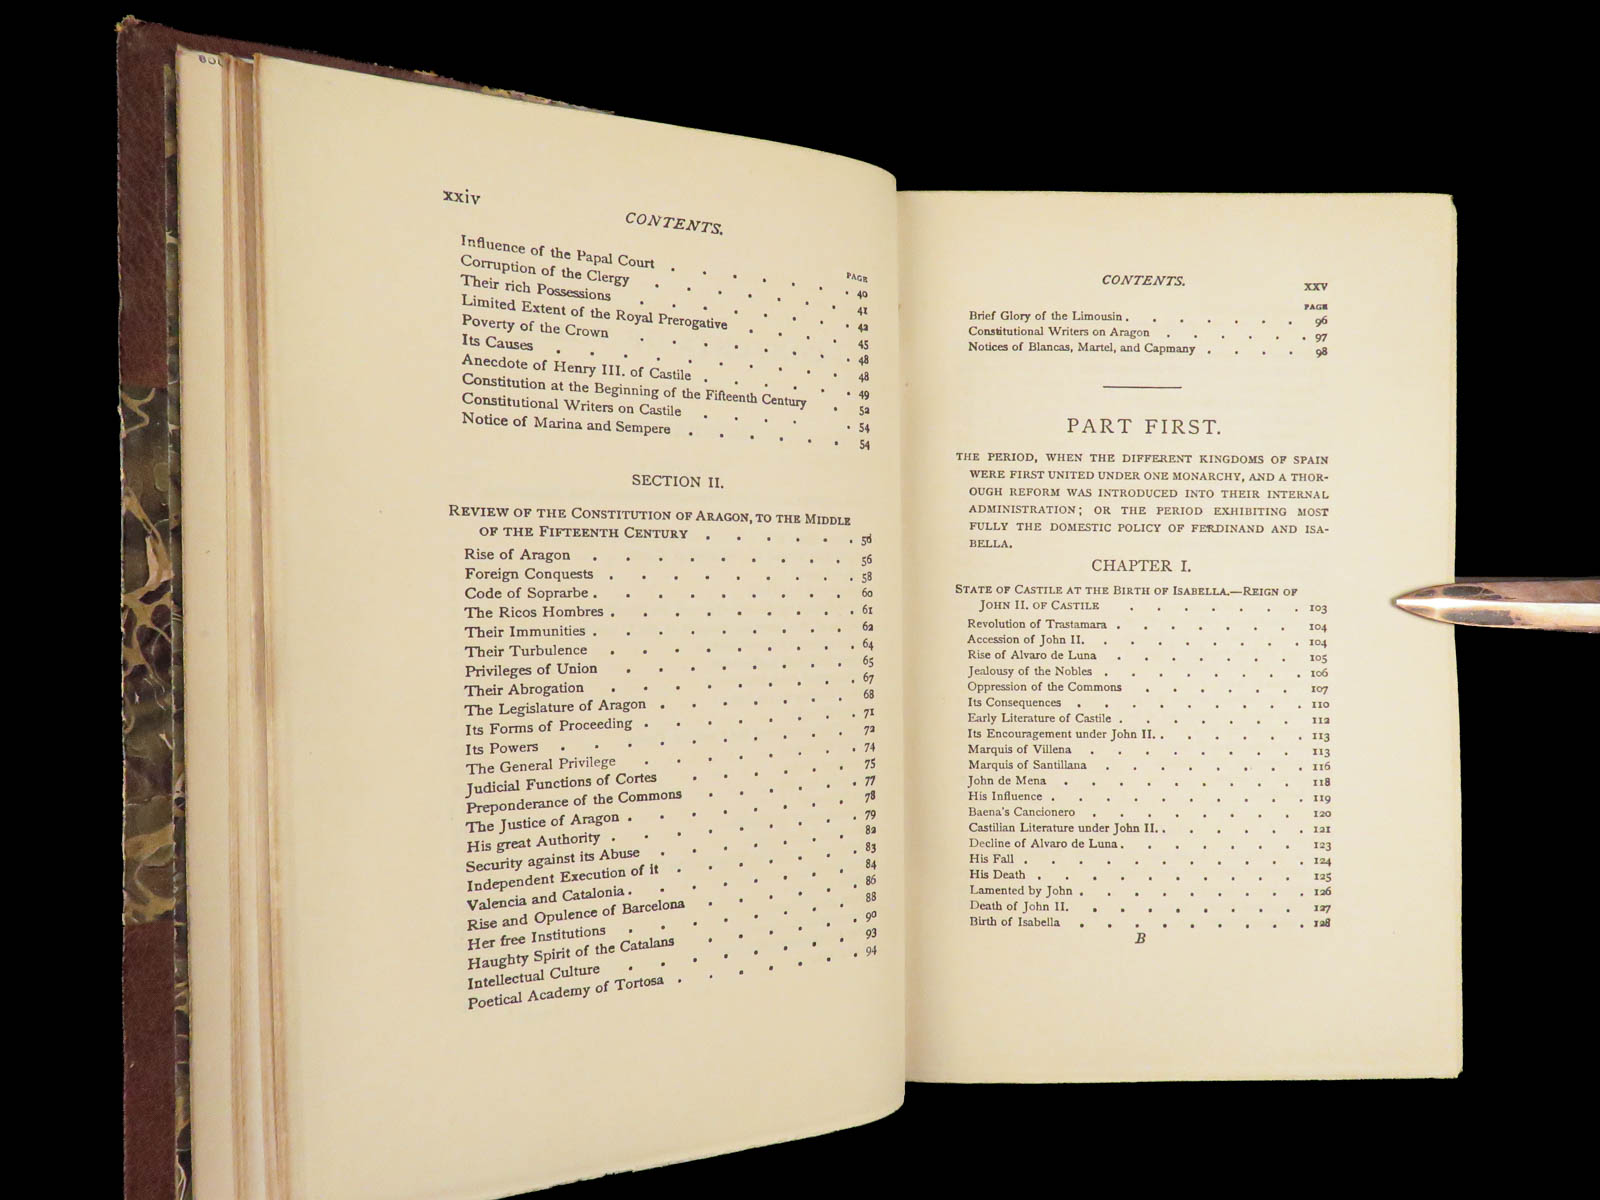 BOU
xxiv
CONTENTS.
PAGE
Influence of the Papal Court . . . . . . . 40
Corruption of the Clergy . . . . . . . 41
Their rich Possessions . . . . . . . 42
Limited Extent of the Royal Prerogative . . . . 45
Poverty of the Crown . . . . . . . 48
Its Causes . . . . . . . . . 48
Anecdote of Henry III. of Castile . . . . . . 49
Constitution at the Beginning of the Fifteenth Century . . 52
Constitutional Writers on Castile . . . . . 54
Notice of Marina and Sempere . . . . . . 54
SECTION II.
REVIEW OF THE CONSTITUTION OF ARAGON, TO THE MIDDLE
OF THE FIFTEENTH CENTURY . . . . . . 56
Rise of Aragon . . . . . . . . . 56
Foreign Conquests . . . . . . . . 58
Code of Soprarbe . . . . . . . . . 60
The Ricos Hombres . . . . . . . . 61
Their Immunities . . . . . . . . . 62
Their Turbulence . . . . . . . . 64
Privileges of Union . . . . . . . . 65
Their Abrogation . . . . . . . . 67
The Legislature of Aragon . . . . . . . 68
Its Forms of Proceeding . . . . . . . 71
Its Powers . . . . . . . . . 72
The General Privilege . . . . . . . 74
Judicial Functions of Cortes . . . . . . 75
Preponderance of the Commons . . . . . . 77
The Justice of Aragon . . . . . . . 78
His great Authority . . . . . . . . 79
Security against its Abuse . . . . . . . 82
Independent Execution of it . . . . . . 83
Valencia and Catalonia . . . . . . . . 84
Rise and Opulence of Barcelona . . . . . . 86
Her free Institutions . . . . . . . 88
Haughty Spirit of the Catalans . . . . . . 90
Intellectual Culture . . . . . . . 93
Poetical Academy of Tortosa . . . . . . . 94
CONTENTS.
xxv
PAGE
Brief Glory of the Limousin . . . . . . . 96
Constitutional Writers on Aragon . . . . . . 97
Notices of Blancas, Martel, and Capmany . . . . 98
PART FIRST.
THE PERIOD, WHEN THE DIFFERENT KINGDOMS OF SPAIN
WERE FIRST UNITED UNDER ONE MONARCHY, AND A THOR-
OUGH REFORM WAS INTRODUCED INTO THEIR INTERNAL
ADMINISTRATION; OR THE PERIOD EXHIBITING MOST
FULLY THE DOMESTIC POLICY OF FERDINAND AND ISA-
BELLA.
CHAPTER I.
STATE OF CASTILE AT THE BIRTH OF ISABELLA.—REIGN OF
JOHN II. OF CASTILE . . . . . . . 103
Revolution of Trastamara . . . . . . . 104
Accession of John II. . . . . . . . . 104
Rise of Alvaro de Luna . . . . . . . 105
Jealousy of the Nobles . . . . . . . . 106
Oppression of the Commons . . . . . . 107
Its Consequences . . . . . . . . . 110
Early Literature of Castile . . . . . . . 112
Its Encouragement under John II. . . . . . . 113
Marquis of Villena . . . . . . . . 113
Marquis of Santillana . . . . . . . . 116
John de Mena . . . . . . . . . 118
His Influence . . . . . . . . . . 119
Baena's Cancionero . . . . . . . . 120
Castilian Literature under John II. . . . . . . 121
Decline of Alvaro de Luna . . . . . . . 123
His Fall . . . . . . . . . . . 124
His Death . . . . . . . . . . 125
Lamented by John . . . . . . . . . 126
Death of John II. . . . . . . . . 127
Birth of Isabella . . . . . . . . . 128
B